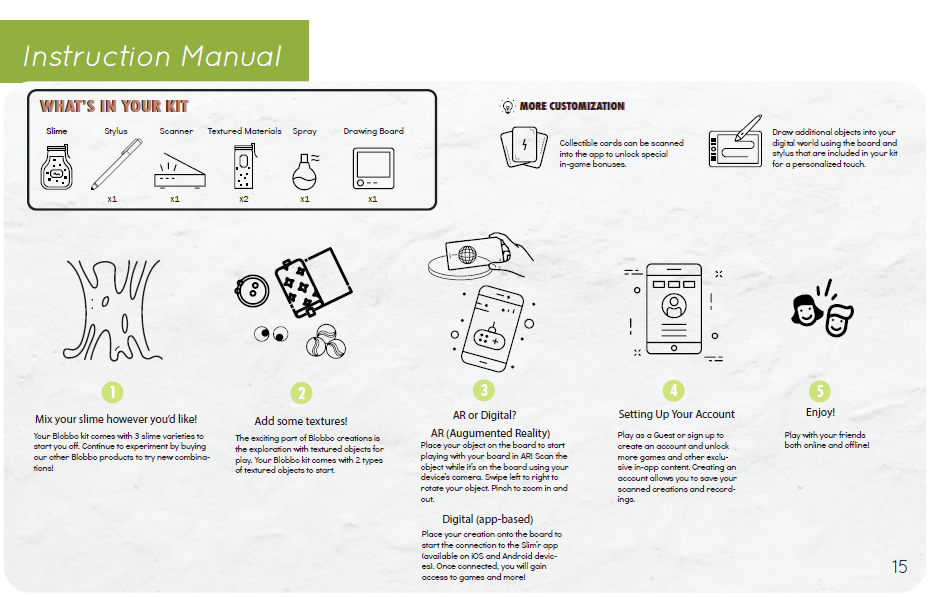 Instruction Manual
WHAT'S IN YOUR KIT
Slime
Stylus
Scanner
Textured Materials
Spray
Drawing Board
x1
x1
x2
x1
x1
MORE CUSTOMIZATION
Collectible cards can be scanned
into the app to unlock special
in-game bonuses.
Draw additional objects into your
digital world using the board and
stylus that are included in your kit
for a personalized touch.
1
Mix your slime however you'd like!
Your Blobbo kit comes with 3 slime varieties to
start you off. Continue to experiment by buying
our other Blobbo products to try new combina-
tions!
2
Add some textures!
The exciting part of Blobbo creations is
the exploration with textured objects for
play. Your Blobbo kit comes with 2 types
of textured objects to start.
3
AR or Digital?
AR (Augumented Reality)
Place your object on the board to start
playing with your board in AR! Scan the
object while it's on the board using your
device's camera. Swipe left to right to
rotate your object. Pinch to zoom in and
out.
Digital (app-based)
Place your creation onto the board to
start the connection to the Slim'r app
(available on iOS and Android devic-
es). Once connected, you will gain
access to games and more!
4
Setting Up Your Account
Play as a Guest or sign up to
create an account and unlock
more games and other exclu-
sive in-app content. Creating an
account allows you to save your
scanned creations and record-
ings.
5
Enjoy!
Play with your friends
both online and offline!
15